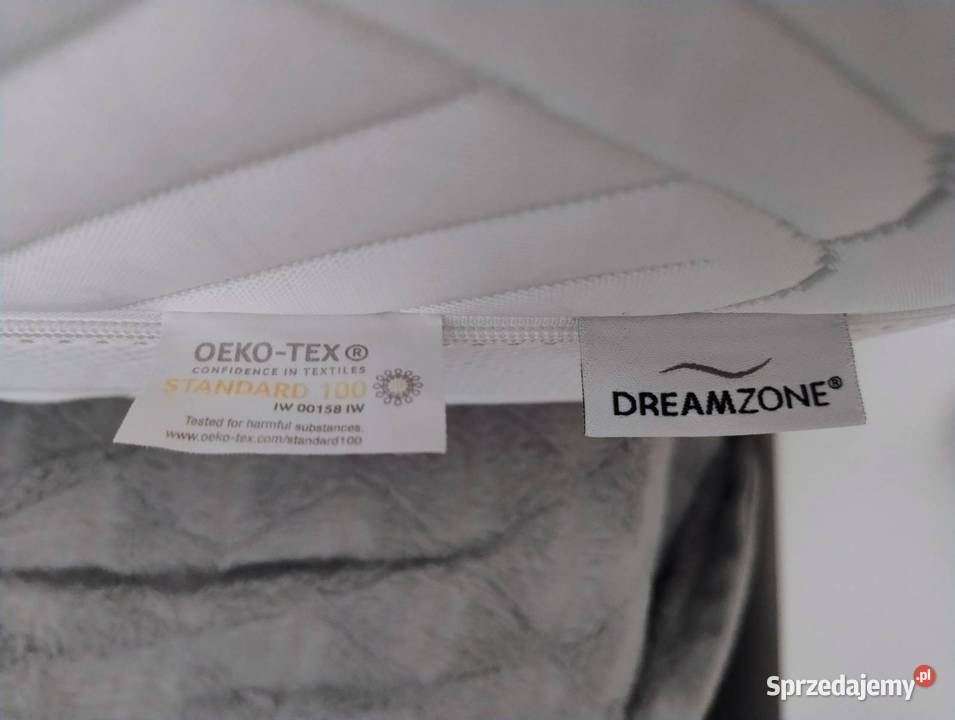 OEKO-TEX®
CONFIDENCE IN TEXTILES
STANDARD 100
IW 00158 IW
Tested for harmful substances.
www.oeko-tex.com/standard100
DREAMZONE®
Sprzedajemy.pl